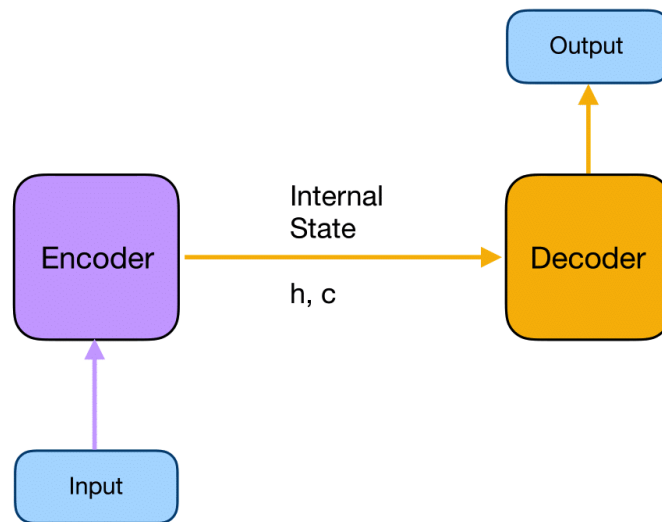 Output
Internal
State
Encoder
Decoder
h, c
Input